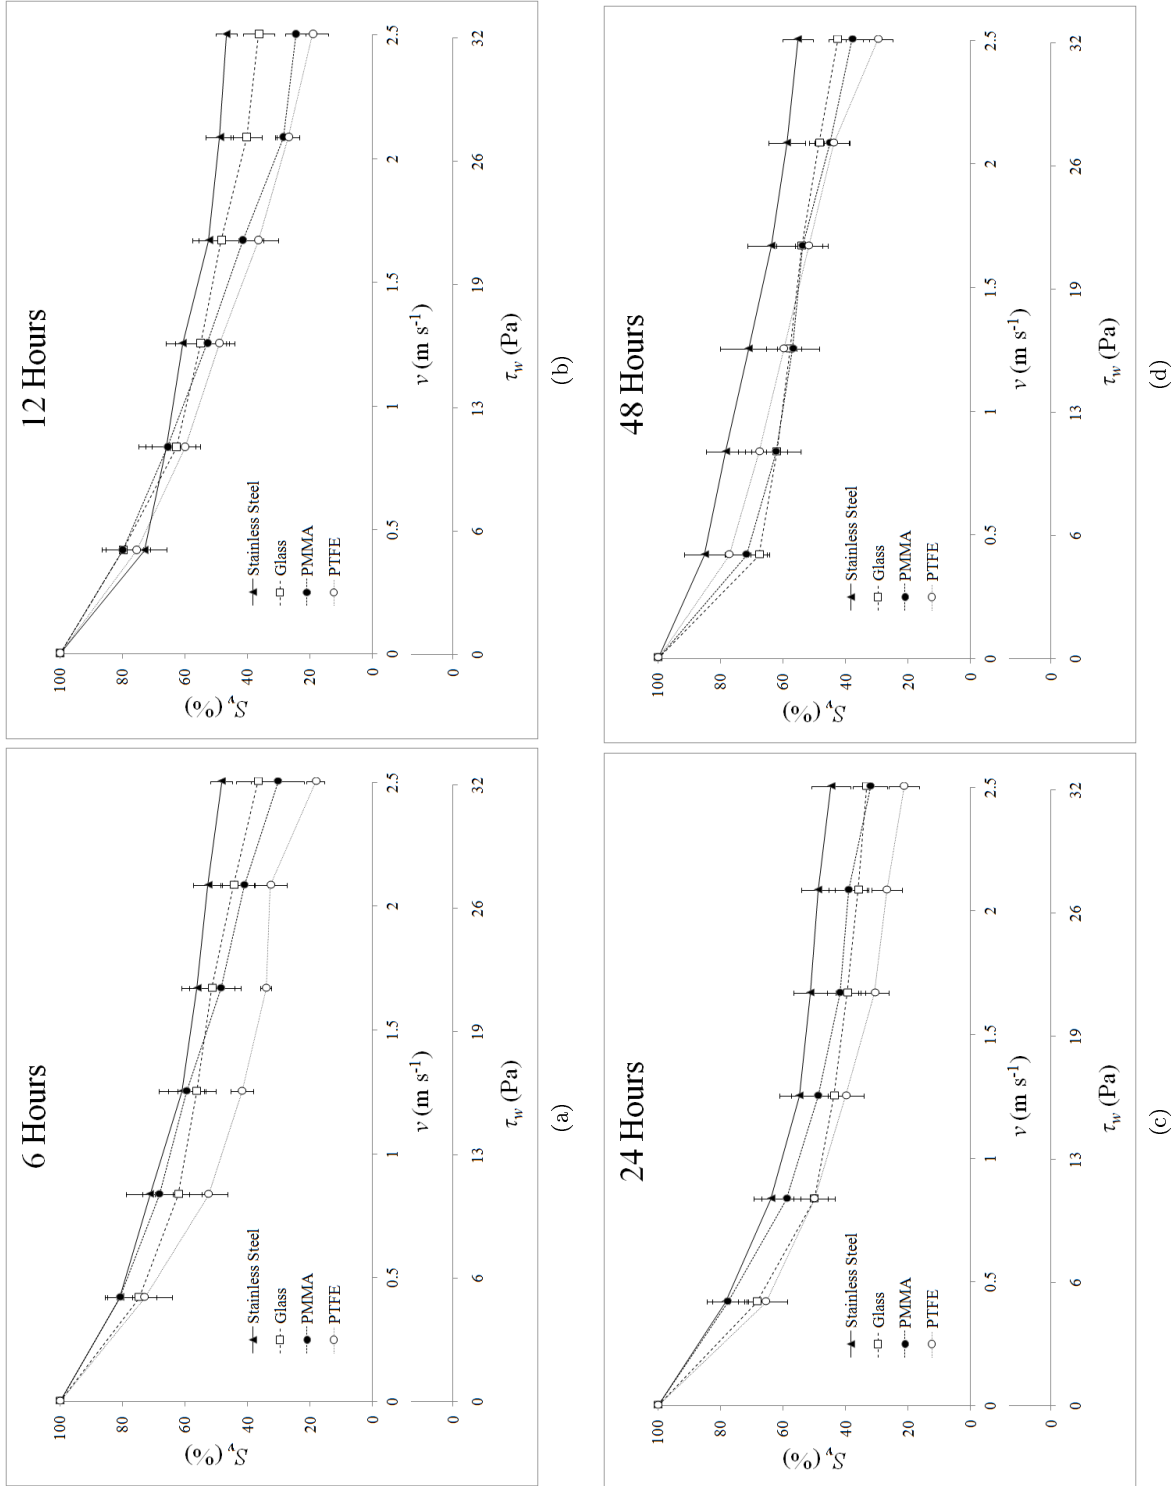 6 Hours
100
80
60
40
20
0
Sv (%)
Stainless Steel
Glass
PMMA
PTFE
0
0.5
1
1.5
2
2.5
v (m s-1)
0
0
6
13
19
26
32
τw (Pa)
(a)
12 Hours
100
80
60
40
20
0
Sv (%)
Stainless Steel
Glass
PMMA
PTFE
0
0.5
1
1.5
2
2.5
v (m s-1)
0
0
6
13
19
26
32
τw (Pa)
(b)
24 Hours
100
80
60
40
20
0
Sv (%)
Stainless Steel
Glass
PMMA
PTFE
0
0.5
1
1.5
2
2.5
v (m s-1)
0
0
6
13
19
26
32
τw (Pa)
(c)
48 Hours
100
80
60
40
20
0
Sv (%)
Stainless Steel
Glass
PMMA
PTFE
0
0.5
1
1.5
2
2.5
v (m s-1)
0
0
6
13
19
26
32
τw (Pa)
(d)